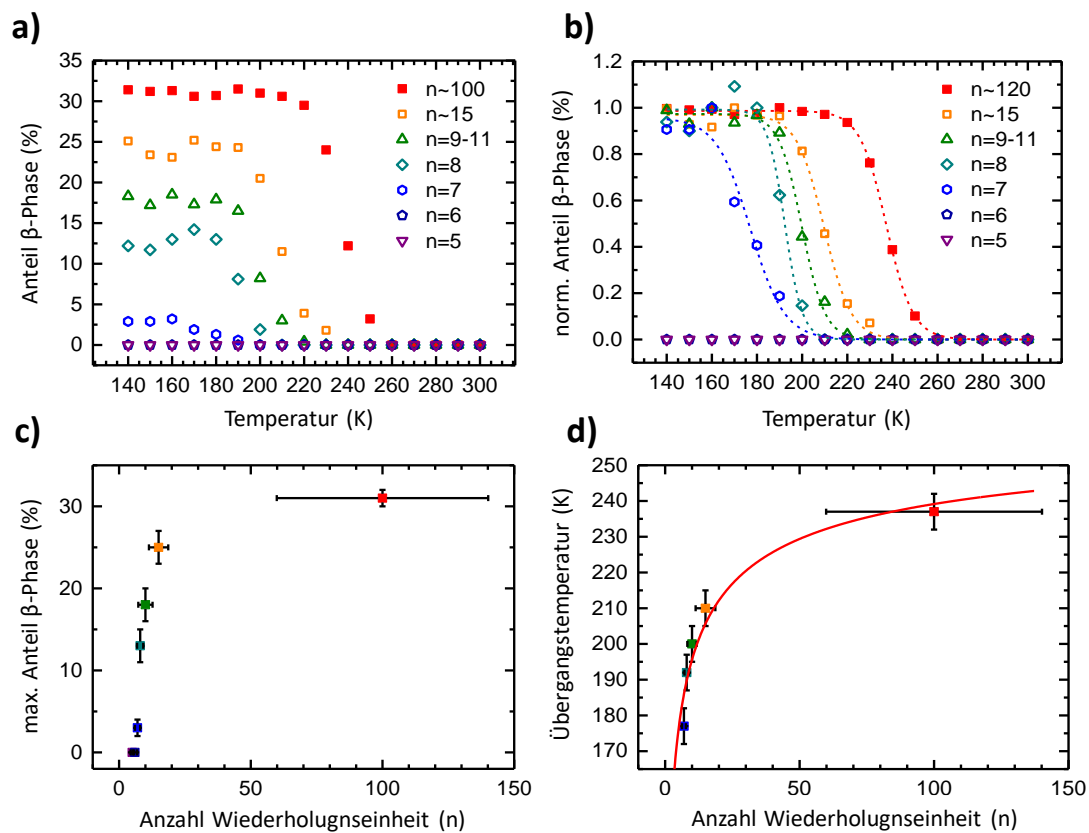 a)
35
30
25
20
15
10
5
0
Anteil β-Phase (%)
n~100
n~15
n=9-11
n=8
n=7
n=6
n=5
140 160 180 200 220 240 260 280 300
Temperatur (K)
b)
1.2
1.0
0.8
0.6
0.4
0.2
0.0
norm. Anteil β-Phase (%)
n~120
n~15
n=9-11
n=8
n=7
n=6
n=5
140 160 180 200 220 240 260 280 300
Temperatur (K)
c)
30
20
10
0
max. Anteil β-Phase (%)
0 50 100 150
Anzahl Wiederholugnseinheit (n)
d)
250
240
230
220
210
200
190
180
170
Übergangstemperatur (K)
0 50 100 150
Anzahl Wiederholugnseinheit (n)